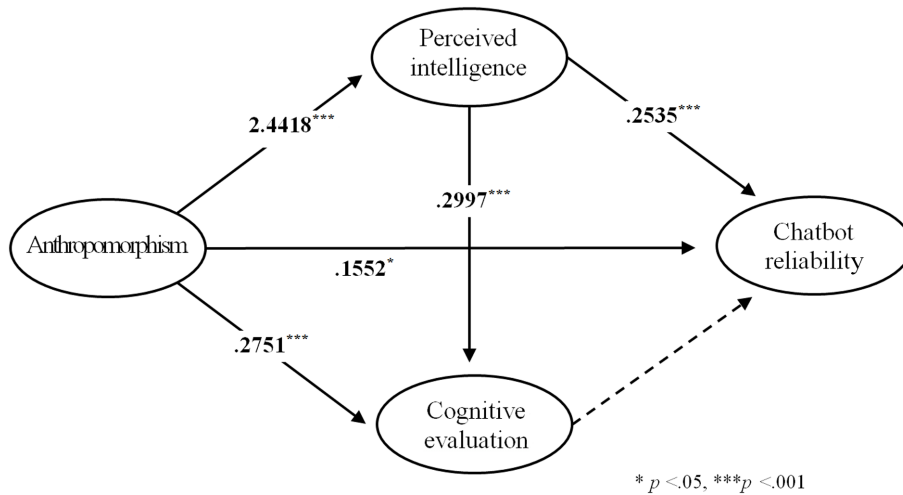 Perceived
intelligence
2.4418***
.2535***
.2997***
Anthropomorphism
.1552*
Chatbot
reliability
.2751***
Cognitive
evaluation
* p <.05, ***p <.001